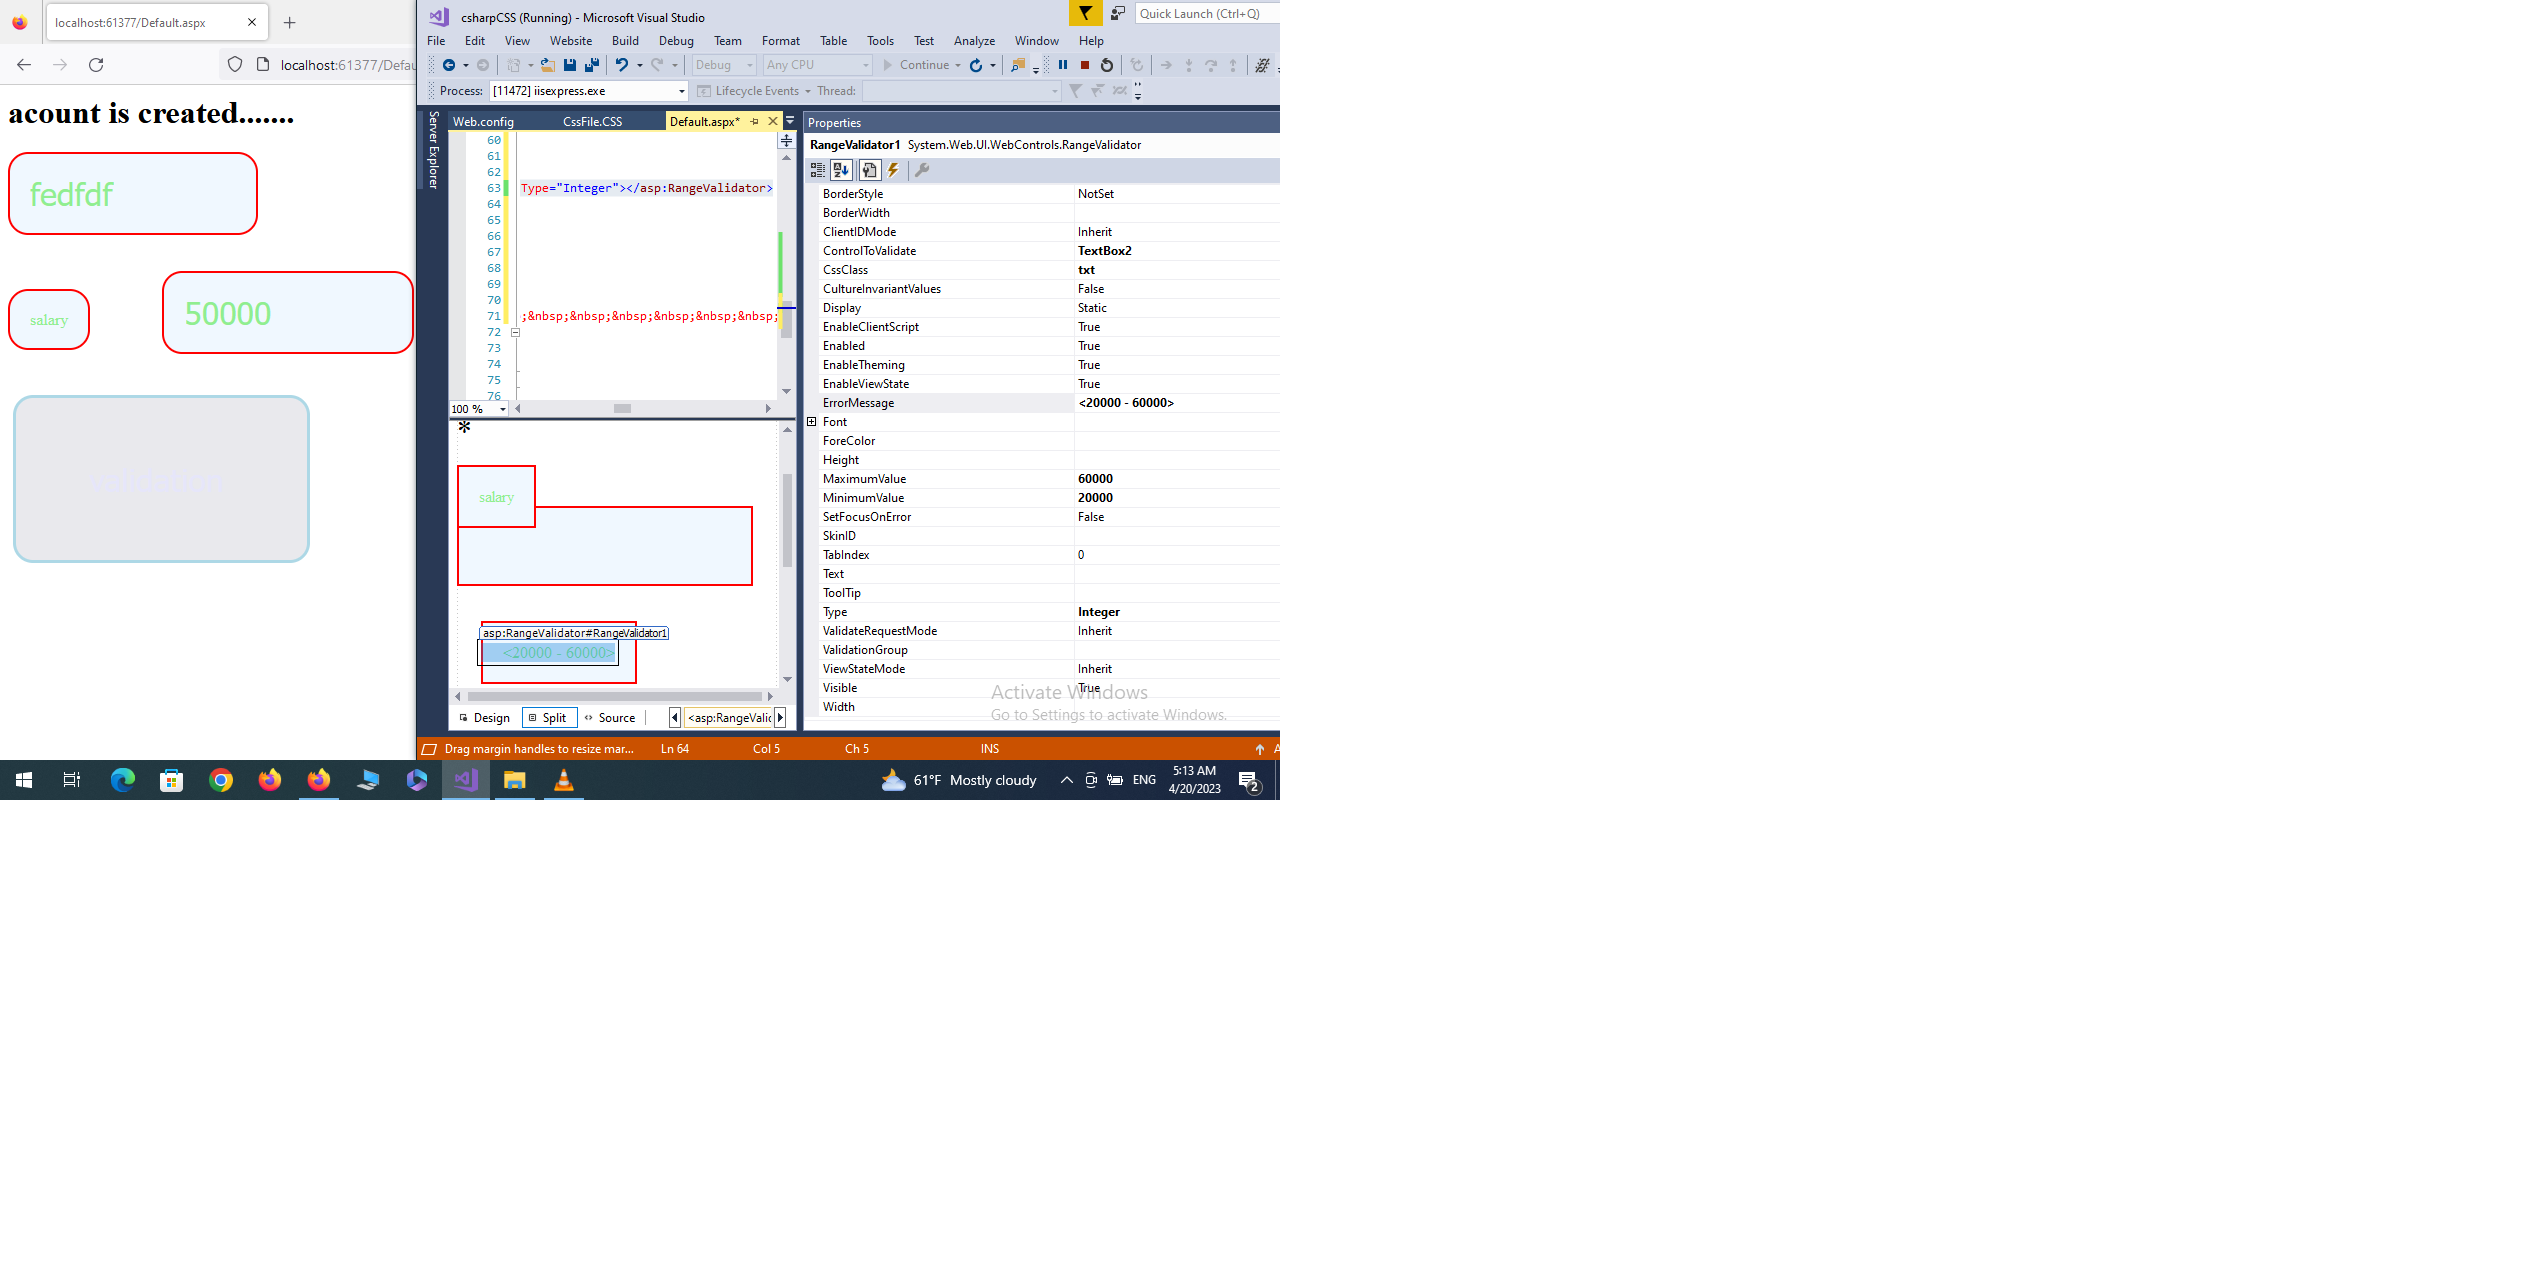 localhost:61377/Default.aspx
localhost:61377/Defau
acount is created.......
fedfdf
salary
50000
csharpCSS (Running) - Microsoft Visual Studio
Quick Launch (Ctrl+Q)
File Edit View Website Build Debug Team Format Table Tools Test Analyze Window Help
Debug Any CPU Continue
Process: [11472] iisexpress.exe Lifecycle Events Thread:
Server Explorer
Web.config CssFile.CSS Default.aspx*
60
61
62
63 Type="Integer"></asp:RangeValidator>
64
65
66
67
68
69
70
71 ;&nbsp;&nbsp;&nbsp;&nbsp;&nbsp;&nbsp;
72
73
74
75
76
100 %
*
salary
asp:RangeValidator#RangeValidator1
<20000 - 60000>
Design Split Source <asp:RangeValid
Properties
RangeValidator1 System.Web.UI.WebControls.RangeValidator
BorderStyle NotSet
BorderWidth
ClientIDMode Inherit
ControlToValidate TextBox2
CssClass txt
CultureInvariantValues False
Display Static
EnableClientScript True
Enabled True
EnableTheming True
EnableViewState True
ErrorMessage <20000 - 60000>
Font
ForeColor
Height
MaximumValue 60000
MinimumValue 20000
SetFocusOnError False
SkinID
TabIndex 0
Text
ToolTip
Type Integer
ValidateRequestMode Inherit
ValidationGroup
ViewStateMode Inherit
Visible True
Width
Activate Windows
Go to Settings to activate Windows.
Drag margin handles to resize mar... Ln 64 Col 5 Ch 5 INS
61°F Mostly cloudy ENG
5:13 AM
4/20/2023
2